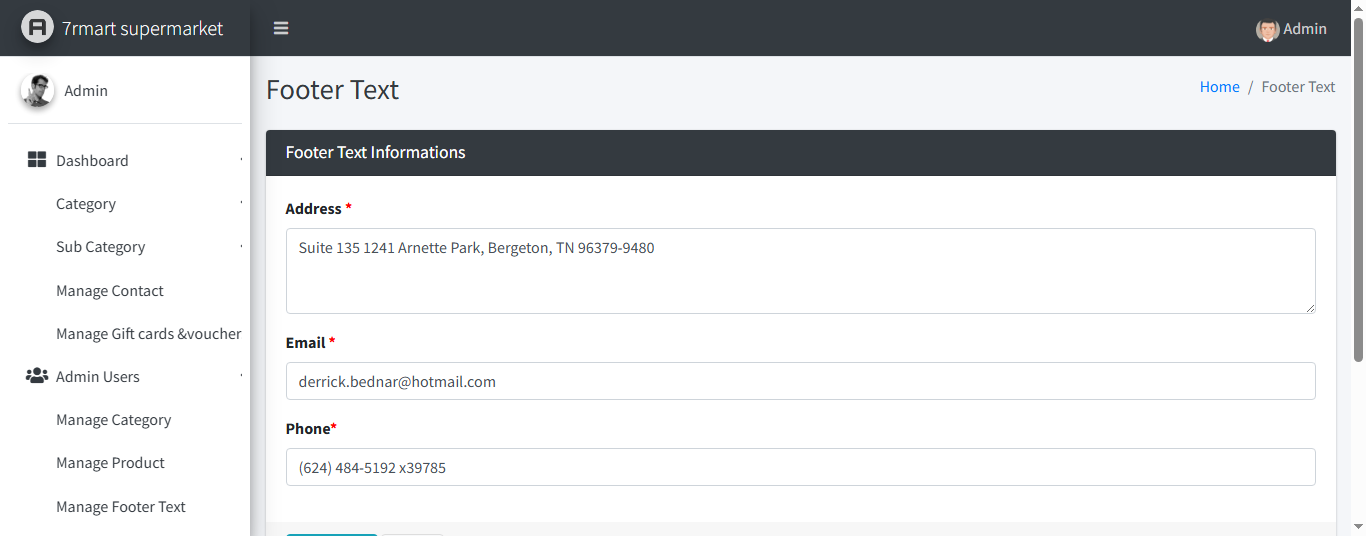 7rmart supermarket
Admin
Admin
Dashboard
Category
Sub Category
Manage Contact
Manage Gift cards &voucher
Admin Users
Manage Category
Manage Product
Manage Footer Text
Footer Text
Home / Footer Text
Footer Text Informations
Address *
Suite 135 1241 Arnette Park, Bergeton, TN 96379-9480
Email *
derrick.bednar@hotmail.com
Phone*
(624) 484-5192 x39785